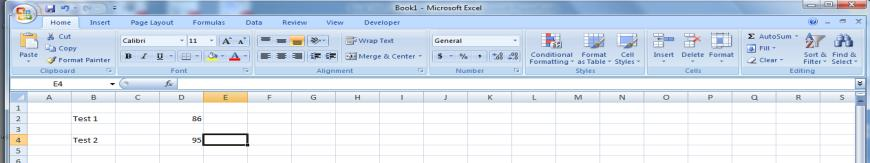 Book1 - Microsoft Excel
Home Insert Page Layout Formulas Data Review View Developer
Paste Cut Copy Format Painter Clipboard
Calibri 11 A A B I U A Font
Wrap Text Merge & Center Alignment
General $ % , Number
Conditional Formatting Format as Table Cell Styles Styles
Insert Delete Format Cells
Σ AutoSum Fill Clear Sort & Filter Find & Select Editing
E4 fx
A B C D E F G H I J K L M N O P Q R S
1
2 Test 1 86
3
4 Test 2 95
5
6